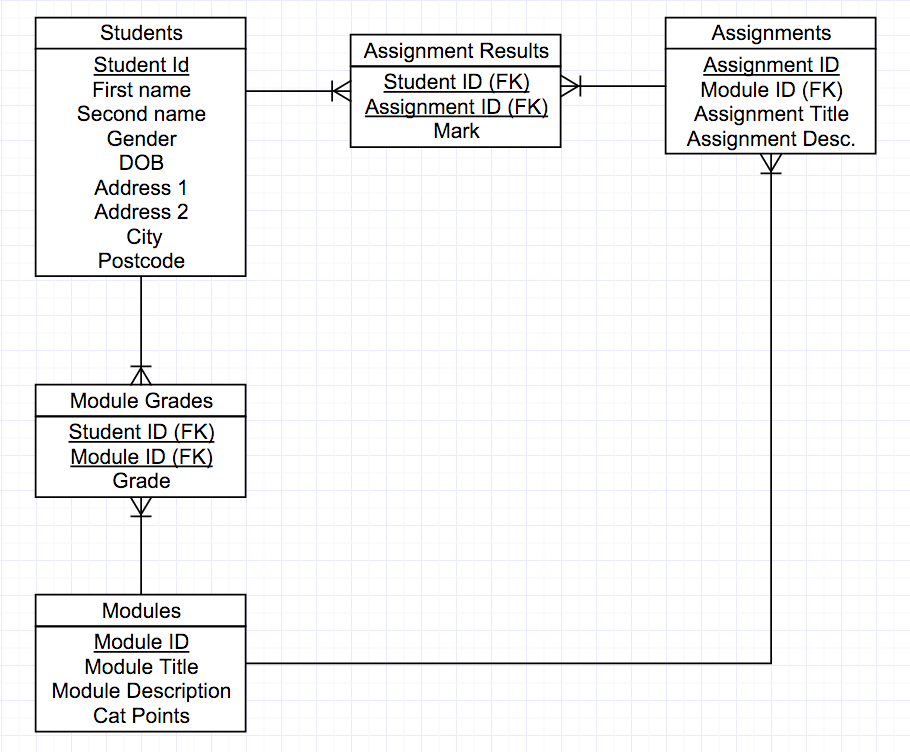 Students
Student Id
First name
Second name
Gender
DOB
Address 1
Address 2
City
Postcode
Assignment Results
Student ID (FK)
Assignment ID (FK)
Mark
Assignments
Assignment ID
Module ID (FK)
Assignment Title
Assignment Desc.
Module Grades
Student ID (FK)
Module ID (FK)
Grade
Modules
Module ID
Module Title
Module Description
Cat Points